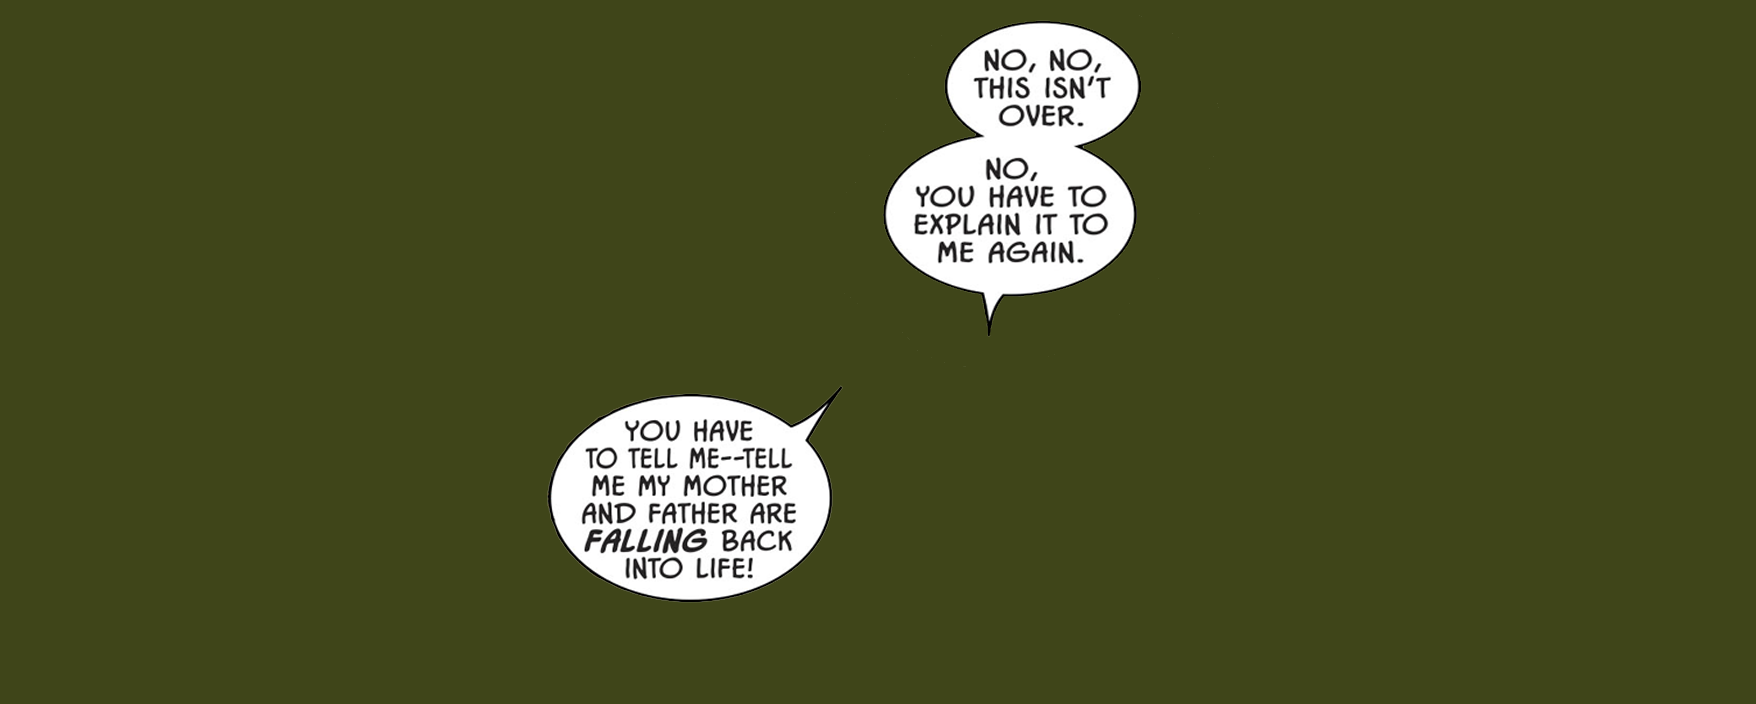 NO, NO,
THIS ISN'T
OVER.
NO,
YOU HAVE TO
EXPLAIN IT TO
ME AGAIN.
YOU HAVE
TO TELL ME--TELL
ME MY MOTHER
AND FATHER ARE
FALLING BACK
INTO LIFE!